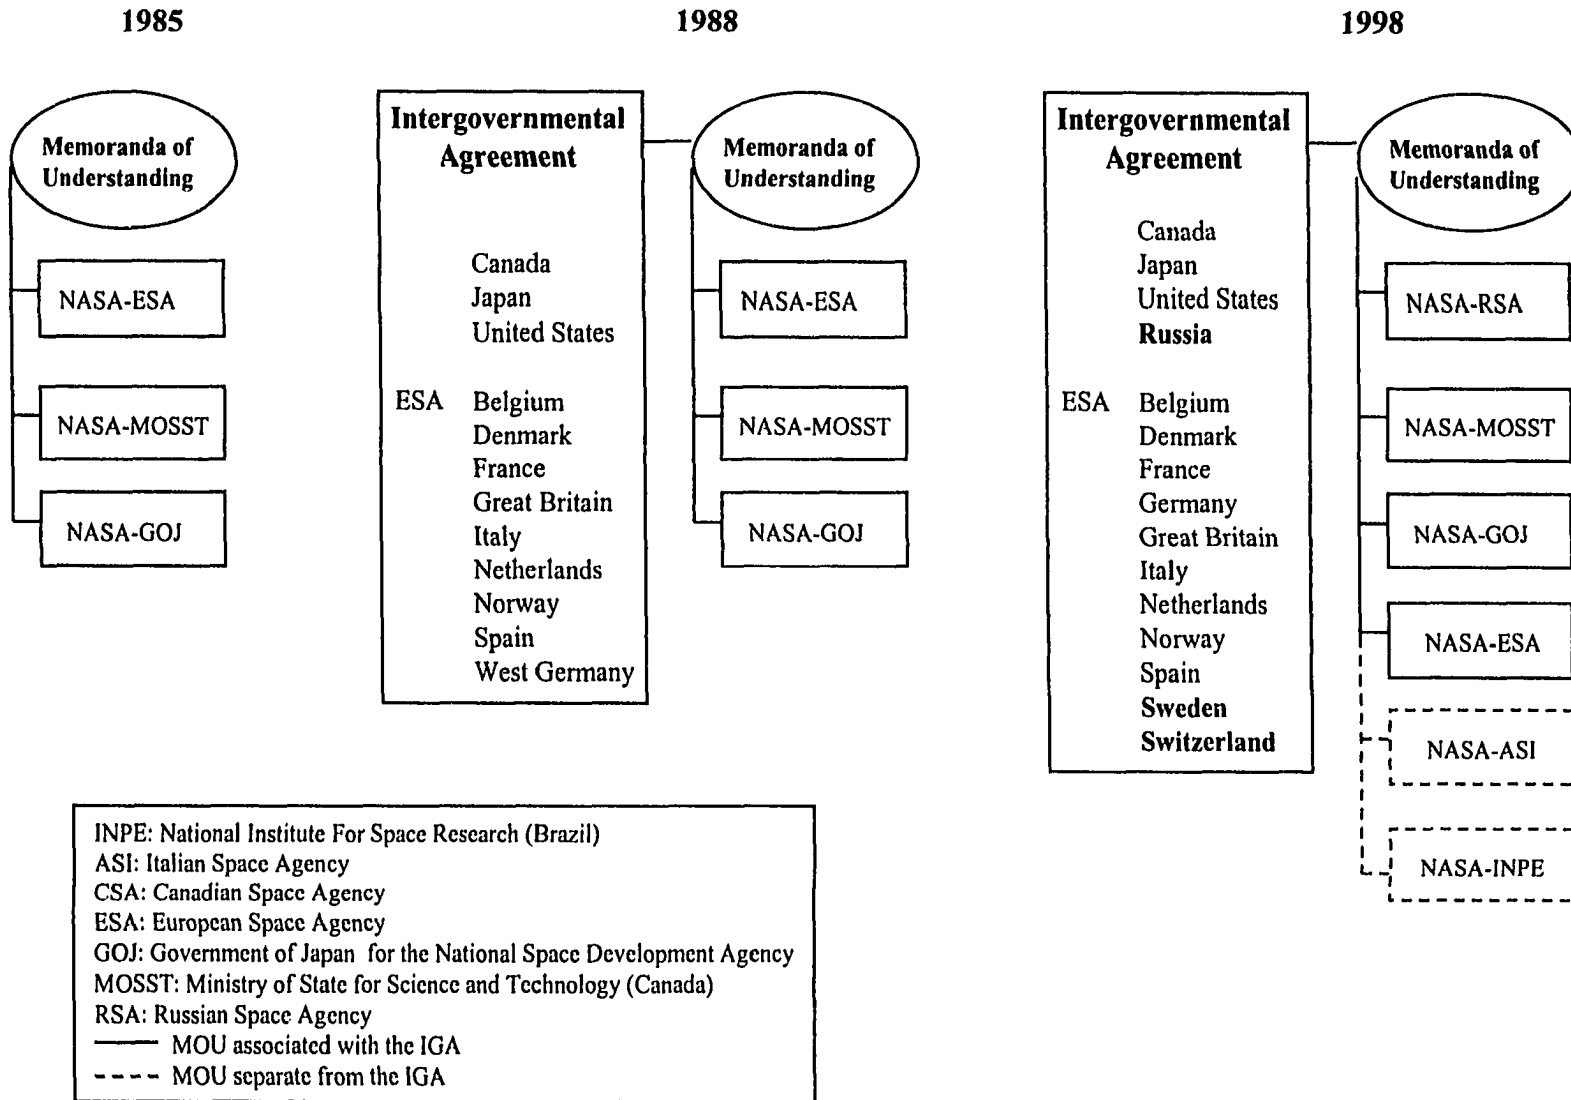 1985
Memoranda of
Understanding
NASA-ESA
NASA-MOSST
NASA-GOJ
1988
Intergovernmental
Agreement
Canada
Japan
United States
ESA Belgium
Denmark
France
Great Britain
Italy
Netherlands
Norway
Spain
West Germany
Memoranda of
Understanding
NASA-ESA
NASA-MOSST
NASA-GOJ
1998
Intergovernmental
Agreement
Canada
Japan
United States
Russia
ESA Belgium
Denmark
France
Germany
Great Britain
Italy
Netherlands
Norway
Spain
Sweden
Switzerland
Memoranda of
Understanding
NASA-RSA
NASA-MOSST
NASA-GOJ
NASA-ESA
NASA-ASI
NASA-INPE
INPE: National Institute For Space Research (Brazil)
ASI: Italian Space Agency
CSA: Canadian Space Agency
ESA: European Space Agency
GOJ: Government of Japan for the National Space Development Agency
MOSST: Ministry of State for Science and Technology (Canada)
RSA: Russian Space Agency
MOU associated with the IGA
MOU separate from the IGA